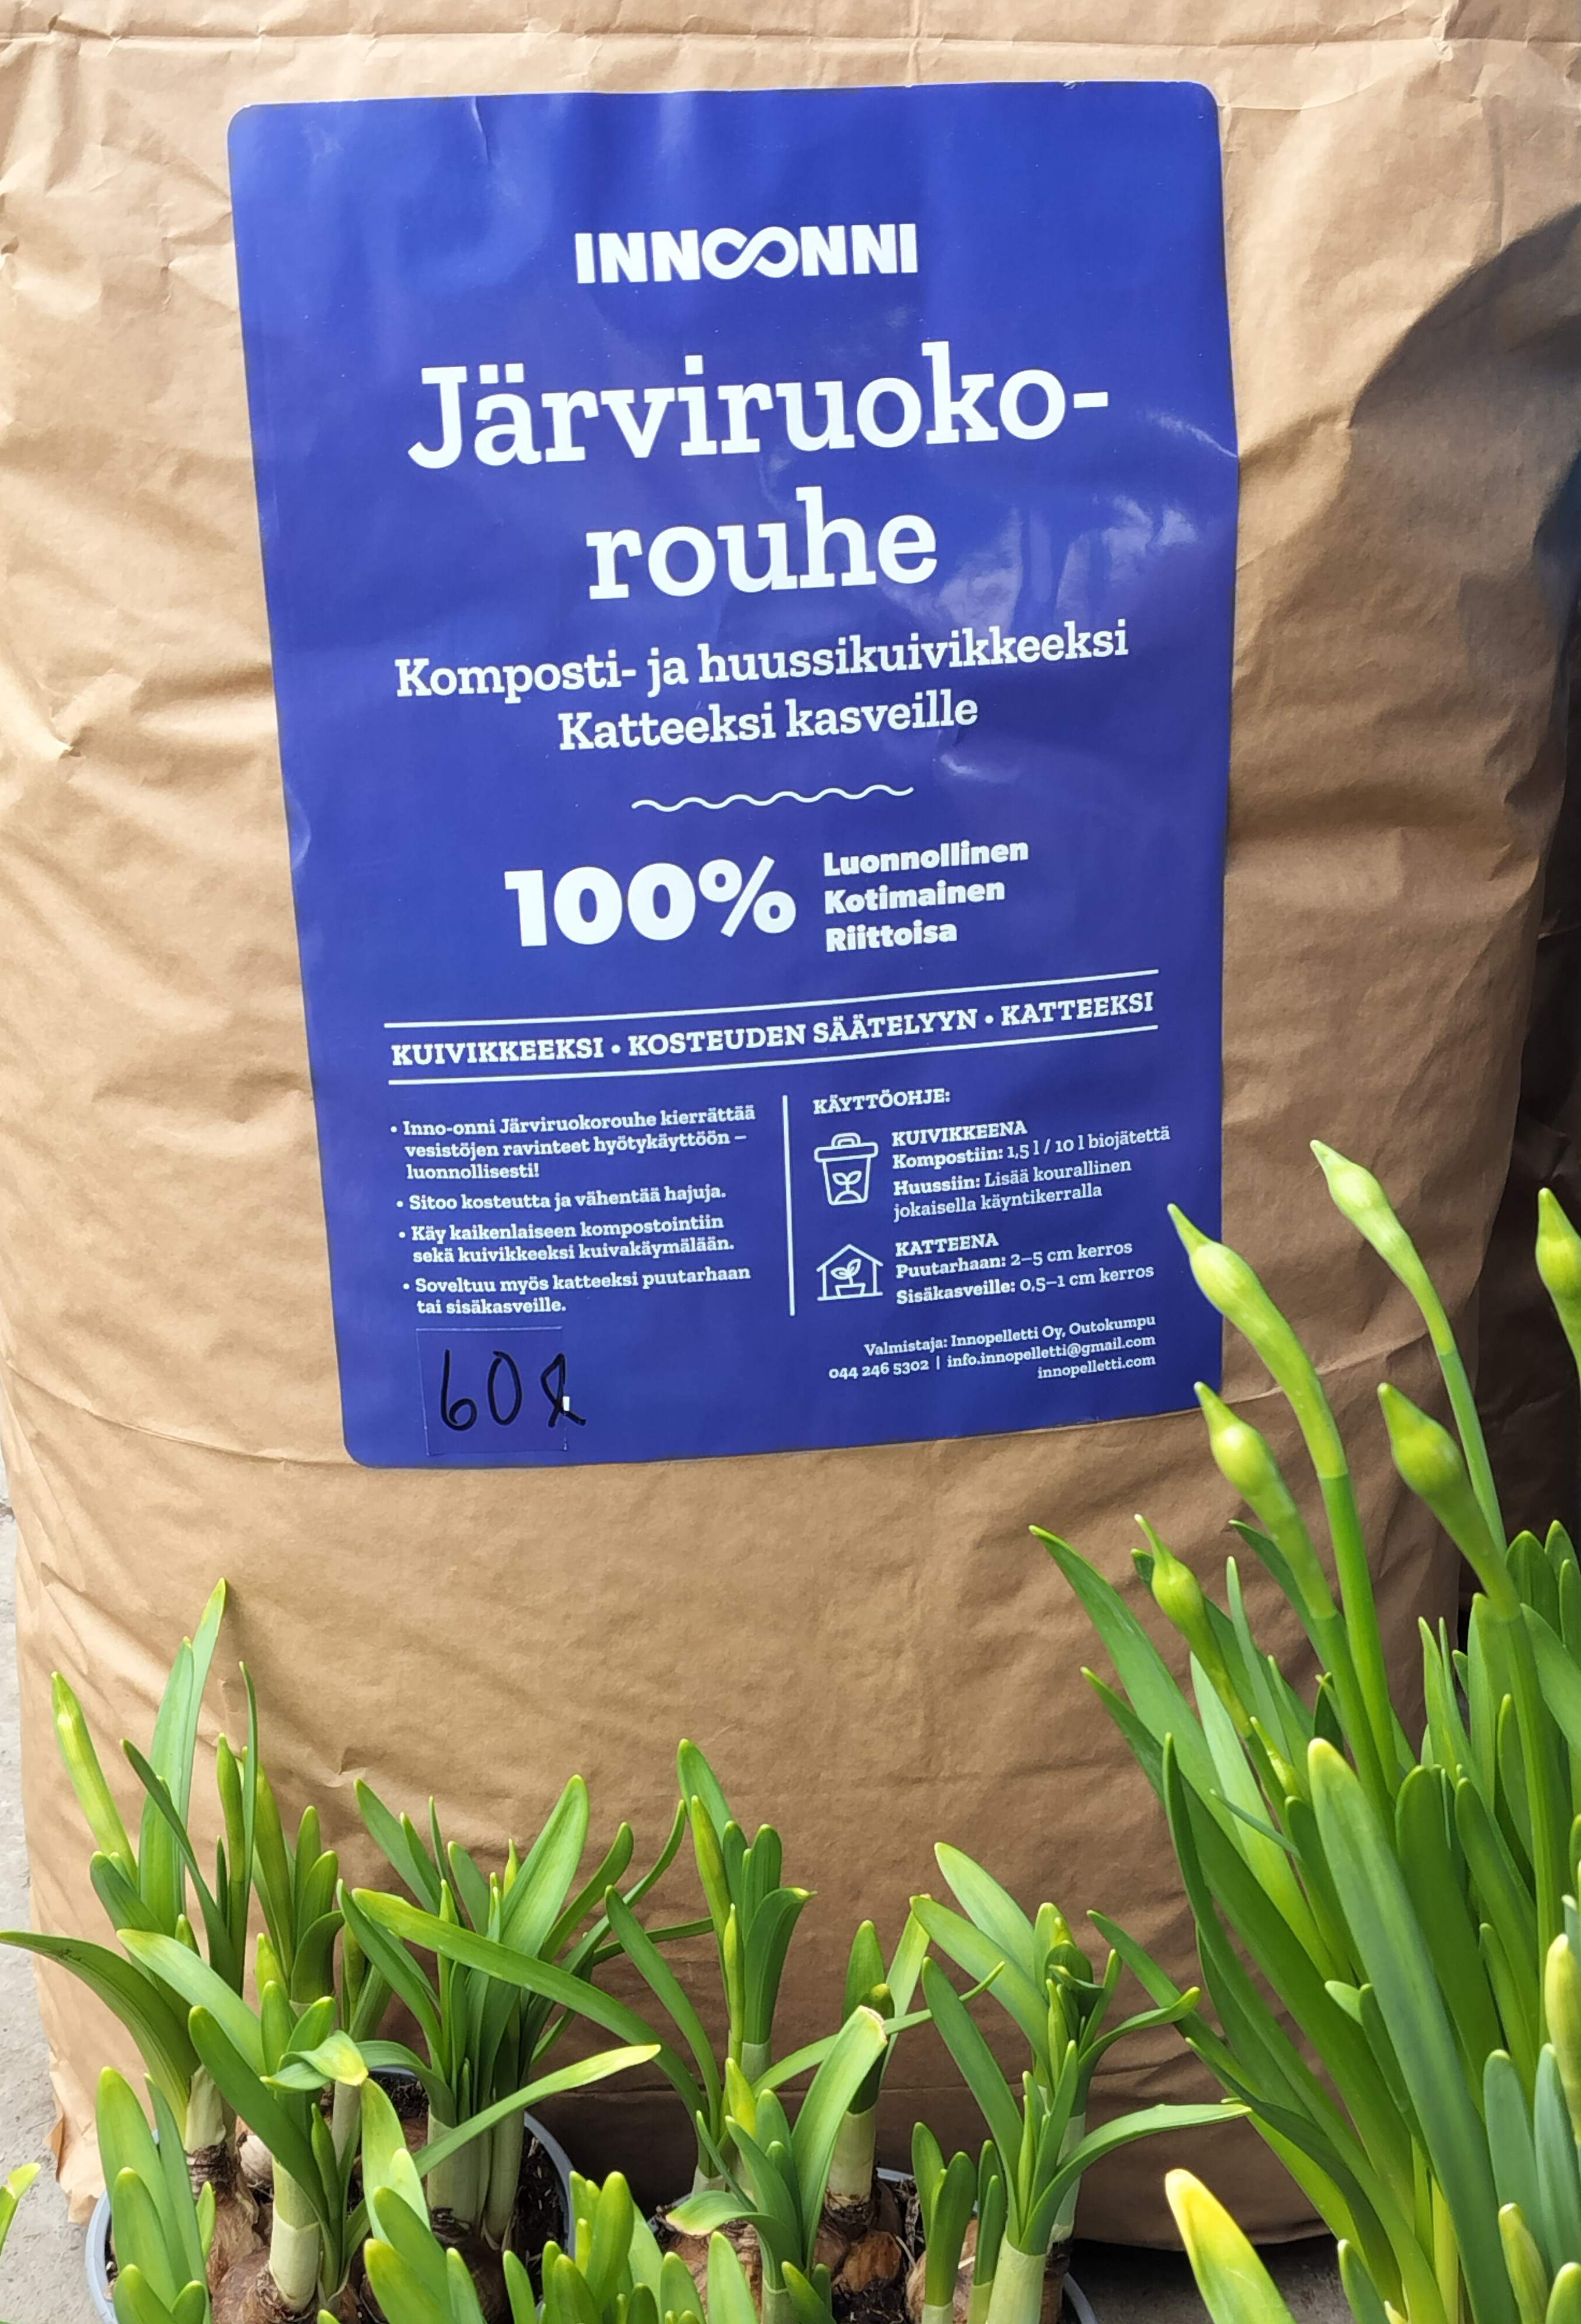 INNOONNI
Järviruoko-
rouhe
Komposti- ja huussikuivikkeeksi
Katteeksi kasveille
100%
Luonnollinen
Kotimainen
Riittoisa
KUIVIKKEEKSI • KOSTEUDEN SÄÄTELYYN • KATTEEKSI
• Inno-onni Järviruokorouhe kierrättää
vesistöjen ravinteet hyötykäyttöön –
luonnollisesti!
• Sitoo kosteutta ja vähentää hajuja.
• Käy kaikenlaiseen kompostointiin
sekä kuivikkeeksi kuivakäymälään.
• Soveltuu myös katteeksi puutarhaan
tai sisäkasveille.
60 l
KÄYTTÖOHJE:
KUIVIKKEENA
Kompostiin: 1,5 l / 10 l biojätettä
Huussiin: Lisää kourallinen
jokaisella käyntikerralla
KATTEENA
Puutarhaan: 2–5 cm kerros
Sisäkasveille: 0,5–1 cm kerros
Valmistaja: Innopelletti Oy, Outokumpu
044 246 5302 | info.innopelletti@gmail.com
innopelletti.com